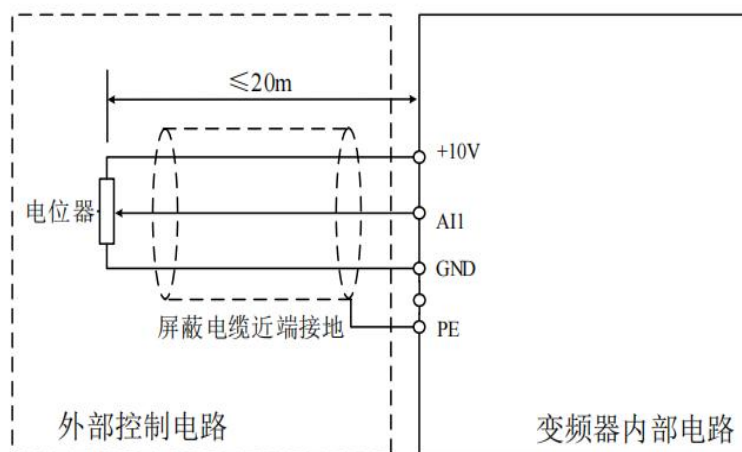 ≤20m
+10V
电位器
AI1
GND
屏蔽电缆近端接地
PE
外部控制电路
变频器内部电路